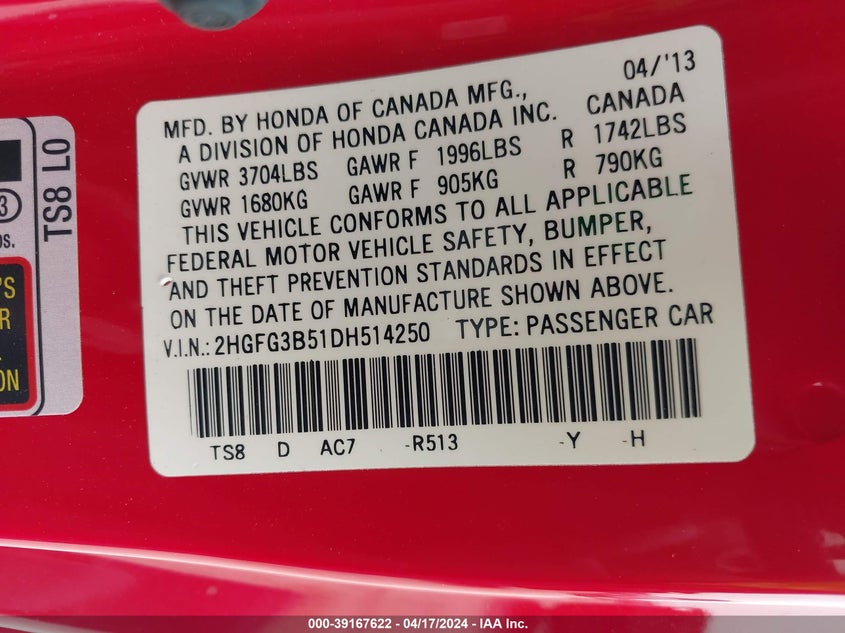 04/'13
MFD. BY HONDA OF CANADA MFG.,
A DIVISION OF HONDA CANADA INC. CANADA
GVWR 3704LBS GAWR F 1996LBS R 1742LBS
GVWR 1680KG GAWR F 905KG R 790KG
THIS VEHICLE CONFORMS TO ALL APPLICABLE
FEDERAL MOTOR VEHICLE SAFETY, BUMPER,
AND THEFT PREVENTION STANDARDS IN EFFECT
ON THE DATE OF MANUFACTURE SHOWN ABOVE.
V.I.N.: 2HGFG3B51DH514250 TYPE: PASSENGER CAR
TS8 D AC7 -R513 -Y -H
TS8 L0
3
'S
R
ON
000-39167622 - 04/17/2024 - IAA Inc.